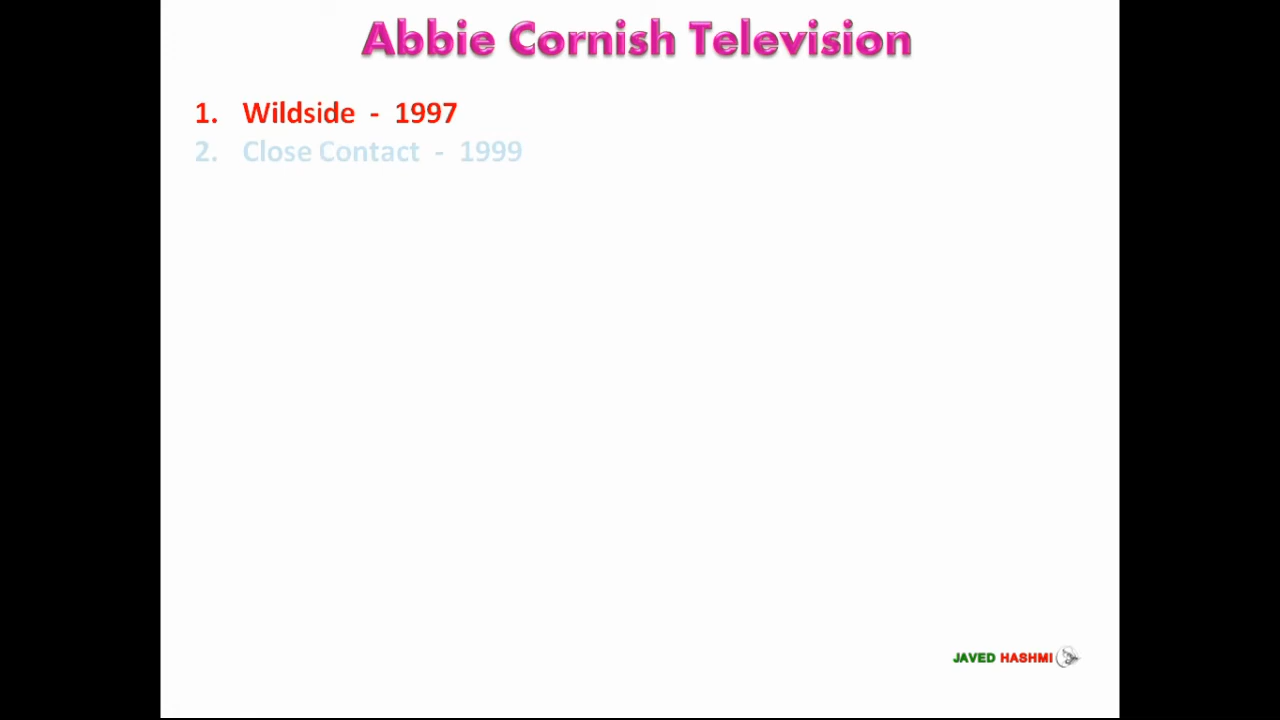 Abbie Cornish Television
1. Wildside - 1997
2. Close Contact - 1999
JAVED HASHMI